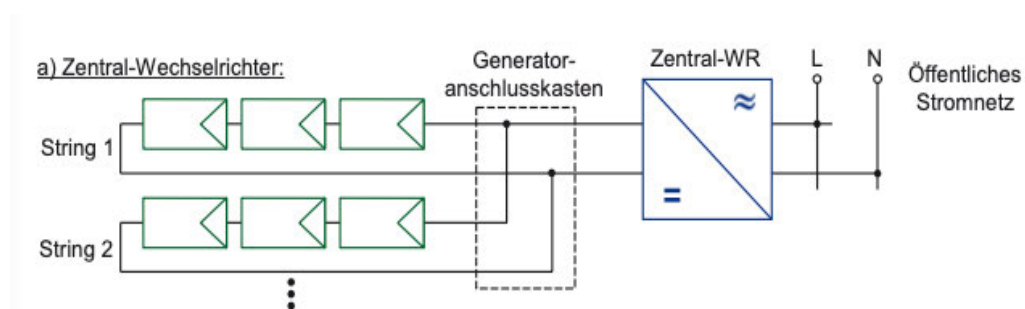 a) Zentral-Wechselrichter:
Generator-
anschlusskasten
Zentral-WR
L
N
Öffentliches
Stromnetz
String 1
≈
=
String 2